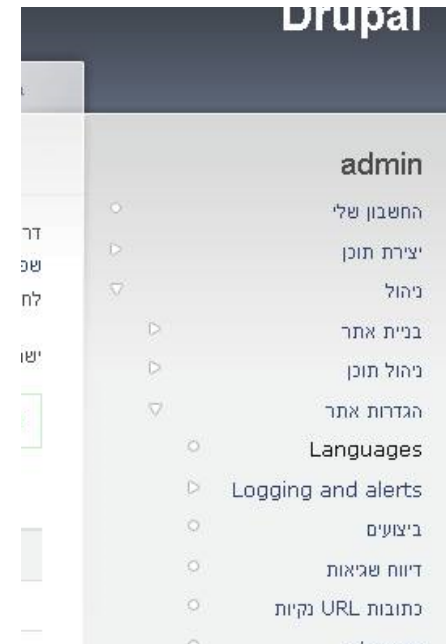 Drupal
admin
החשבון שלי
יצירת תוכן
ניהול
בניית אתר
ניהול תוכן
הגדרות אתר
Languages
Logging and alerts
ביצועים
דיווח שגיאות
כתובות URL נקיות